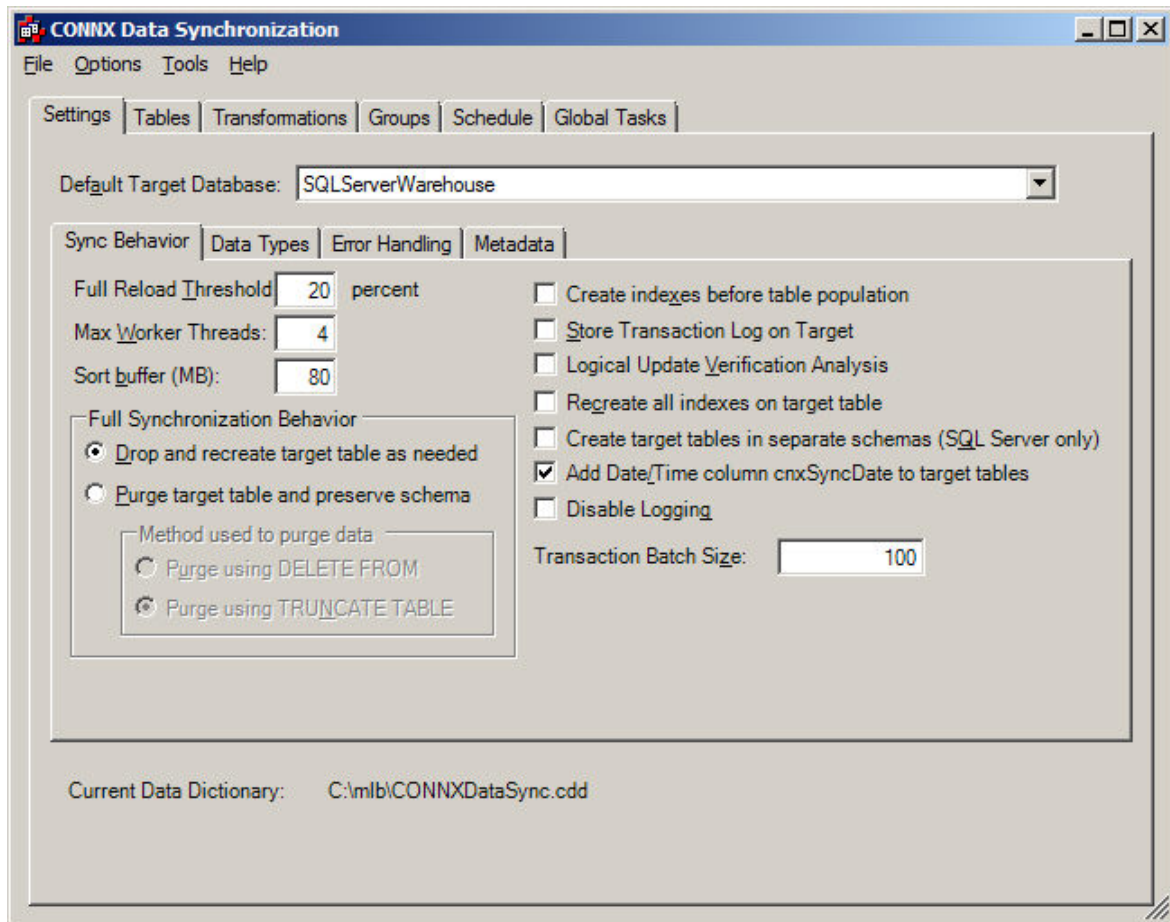 CONNX Data Synchronization
File Options Tools Help
Settings Tables Transformations Groups Schedule Global Tasks
Default Target Database: SQLServerWarehouse
Sync Behavior Data Types Error Handling Metadata
Full Reload Threshold 20 percent
Max Worker Threads: 4
Sort buffer (MB): 80
Full Synchronization Behavior
Drop and recreate target table as needed
Purge target table and preserve schema
Method used to purge data
Purge using DELETE FROM
Purge using TRUNCATE TABLE
Create indexes before table population
Store Transaction Log on Target
Logical Update Verification Analysis
Recreate all indexes on target table
Create target tables in separate schemas (SQL Server only)
Add Date/Time column cnxSyncDate to target tables
Disable Logging
Transaction Batch Size: 100
Current Data Dictionary: C:\mlb\CONNXDataSync.cdd